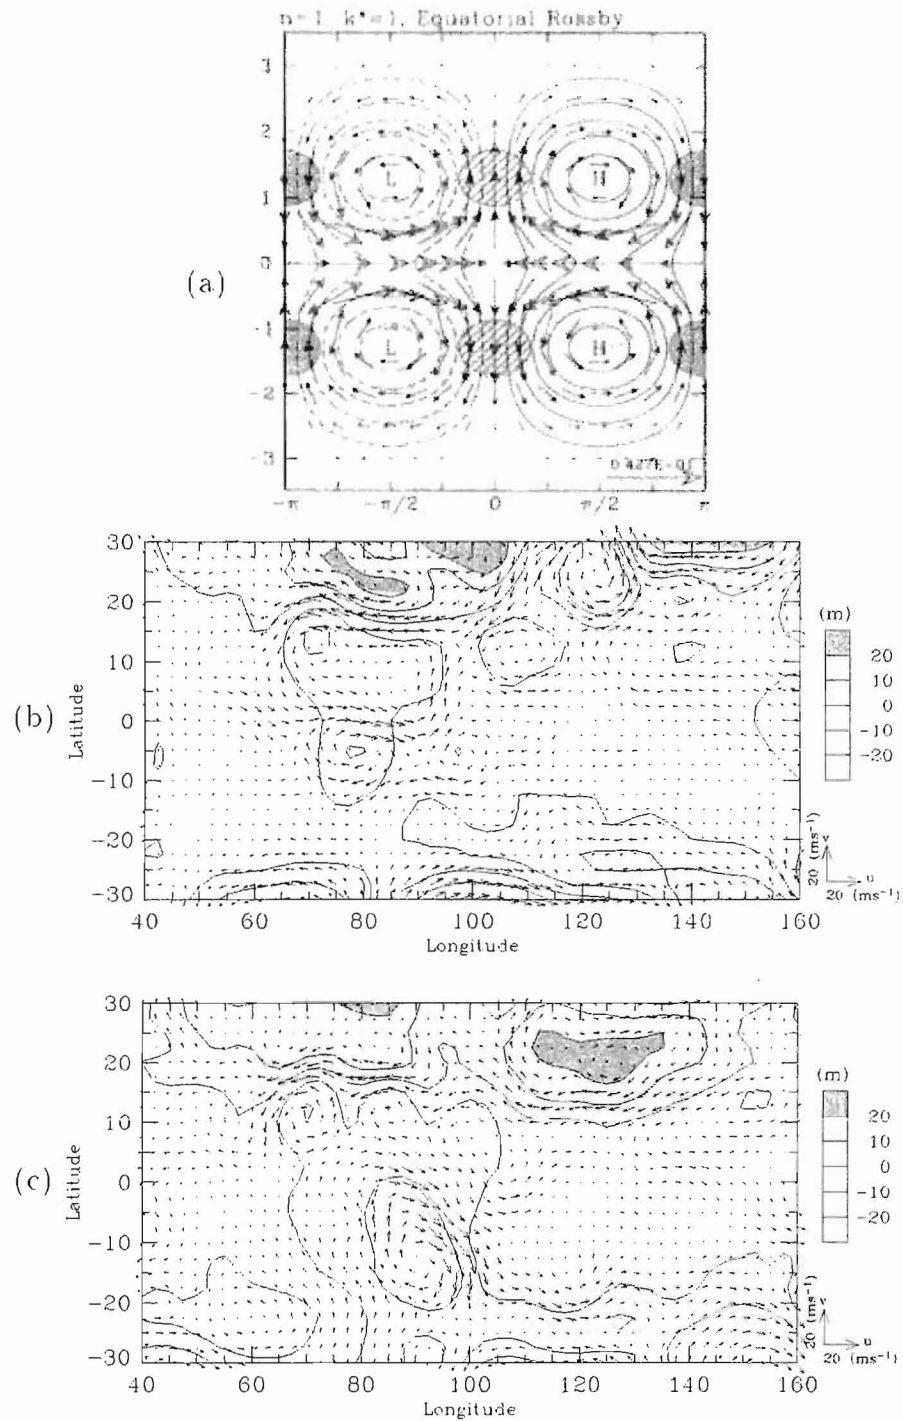 n=1 k*=1, Equatorial Rossby
3
2
1
0
-1
-2
-3
L
H
L
H
-π
-π/2
0
π/2
π
(a)
(b)
30
20
10
0
-10
-20
-30
Latitude
40
60
80
100
120
140
160
Longitude
(m)
20
10
0
-10
-20
20 (ms⁻¹)
v
u
20 (ms⁻¹)
(c)
30
20
10
0
-10
-20
-30
Latitude
40
60
80
100
120
140
160
Longitude
(m)
20
10
0
-10
-20
20 (ms⁻¹)
v
u
20 (ms⁻¹)